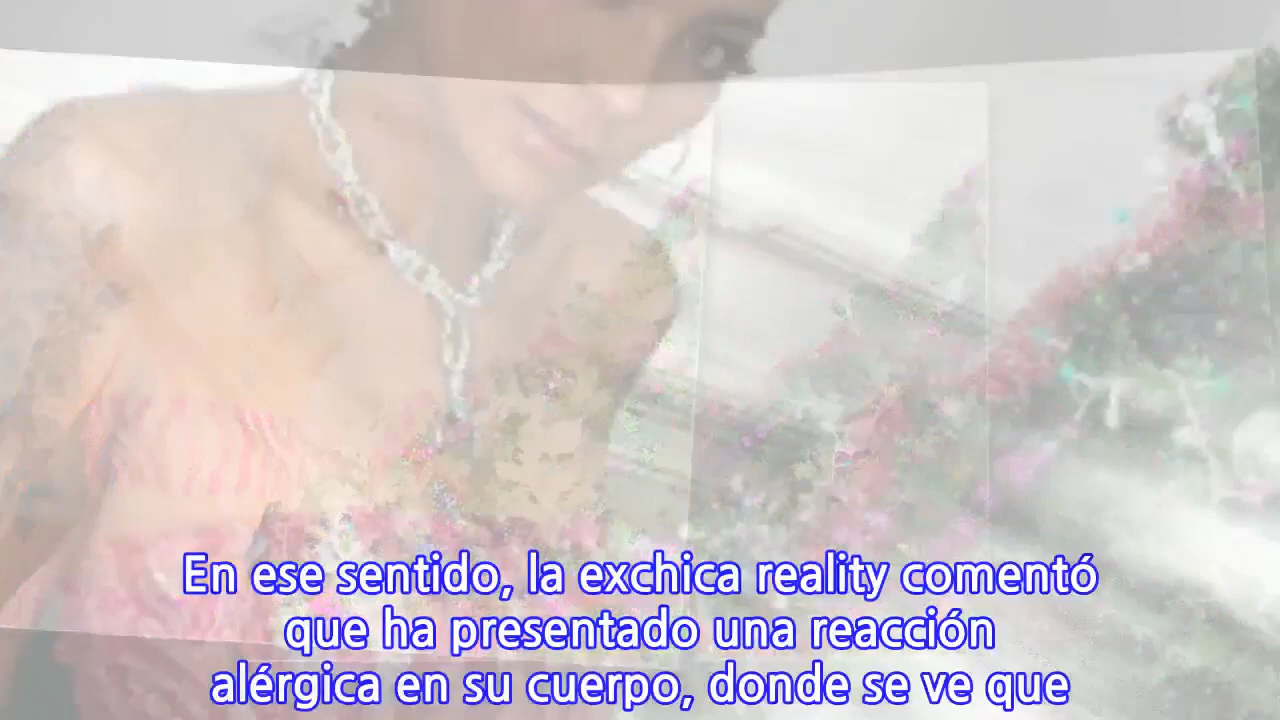 En ese sentido, la exchica reality comentó
que ha presentado una reacción
alérgica en su cuerpo, donde se ve que